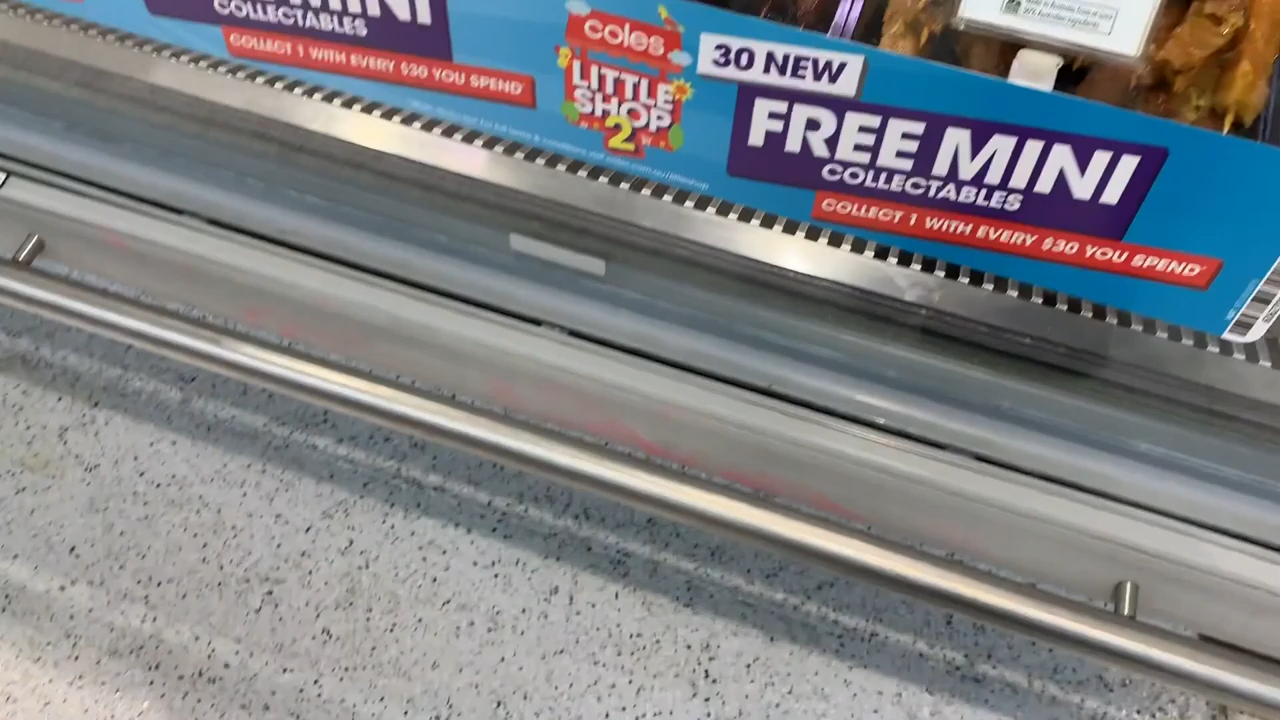 MINI
COLLECTABLES
COLLECT 1 WITH EVERY $30 YOU SPEND*
coles
LITTLE
SHOP
2
30 NEW
FREE MINI
COLLECTABLES
COLLECT 1 WITH EVERY $30 YOU SPEND*